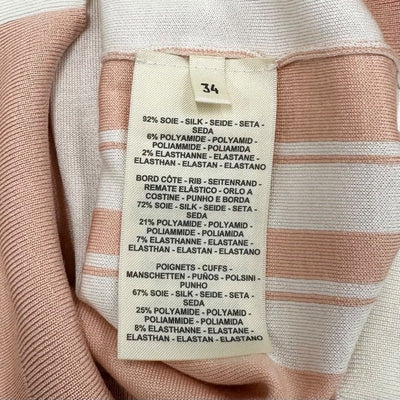 34
92% SOIE - SILK - SEIDE - SETA -
SEDA
6% POLYAMIDE - POLYAMID -
POLIAMMIDE - POLIAMIDA
2% ELASTHANNE - ELASTANE -
ELASTHAN - ELASTAN - ELASTANO
BORD CÔTE - RIB - SEITENRAND -
REMATE ELÁSTICO - ORLO A
COSTINE - PUNHO E BORDA
72% SOIE - SILK - SEIDE - SETA -
SEDA
21% POLYAMIDE - POLYAMID -
POLIAMMIDE - POLIAMIDA
7% ELASTHANNE - ELASTANE -
ELASTHAN - ELASTAN - ELASTANO
POIGNETS - CUFFS -
MANSCHETTEN - PUÑOS - POLSINI -
PUNHO
67% SOIE - SILK - SEIDE - SETA -
SEDA
25% POLYAMIDE - POLYAMID -
POLIAMMIDE - POLIAMIDA
8% ELASTHANNE - ELASTANE -
ELASTHAN - ELASTAN - ELASTANO